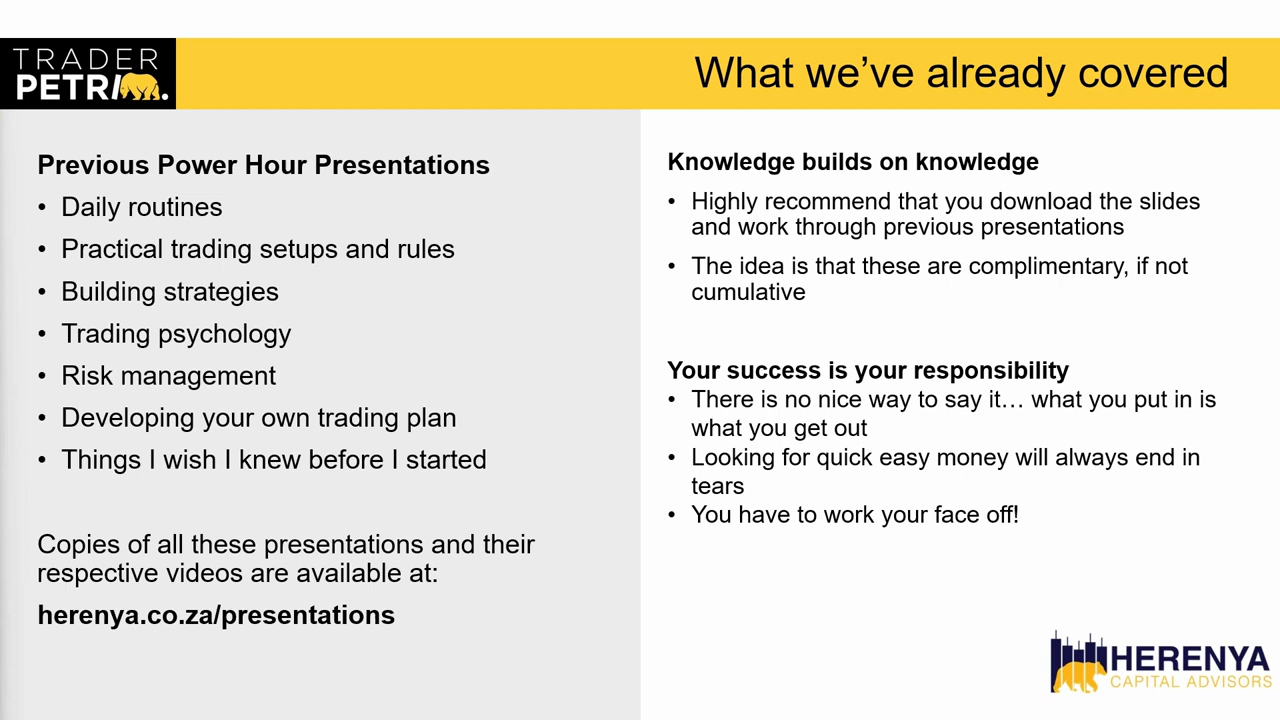 TRADER
PETRI.
What we've already covered
Previous Power Hour Presentations
• Daily routines
• Practical trading setups and rules
• Building strategies
• Trading psychology
• Risk management
• Developing your own trading plan
• Things I wish I knew before I started
Copies of all these presentations and their
respective videos are available at:
herenya.co.za/presentations
Knowledge builds on knowledge
• Highly recommend that you download the slides
and work through previous presentations
• The idea is that these are complimentary, if not
cumulative
Your success is your responsibility
• There is no nice way to say it… what you put in is
what you get out
• Looking for quick easy money will always end in
tears
• You have to work your face off!
HERENYA
CAPITAL ADVISORS